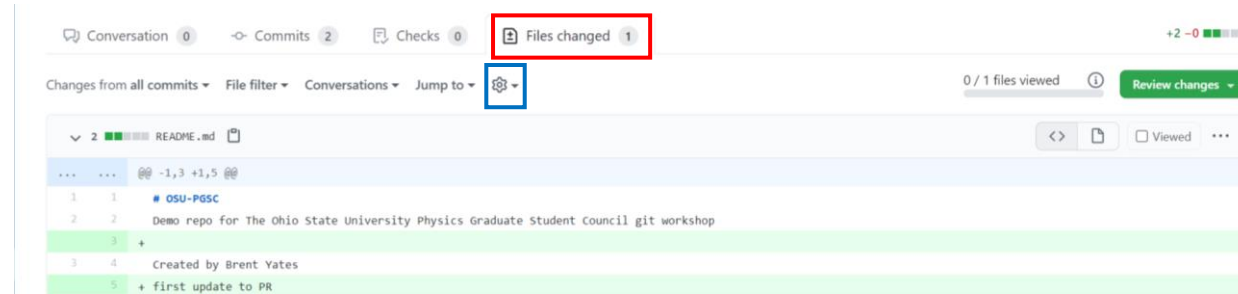 Conversation 0 Commits 2 Checks 0 Files changed 1 +2 −0
Changes from all commits File filter Conversations Jump to 0 / 1 files viewed Review changes
2 README.md <> Viewed ...
... ... @@ -1,3 +1,5 @@
1 1 # OSU-PGSC
2 2 Demo repo for The Ohio State University Physics Graduate Student Council git workshop
3 +
3 4 Created by Brent Yates
5 + first update to PR